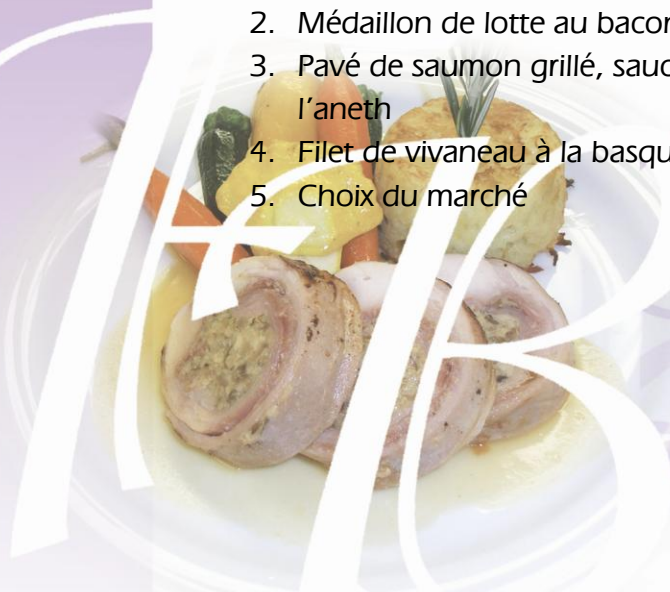 2. Médaillon de lotte au bacon
3. Pavé de saumon grillé, sauc
l'aneth
4. Filet de vivaneau à la basqu
5. Choix du marché